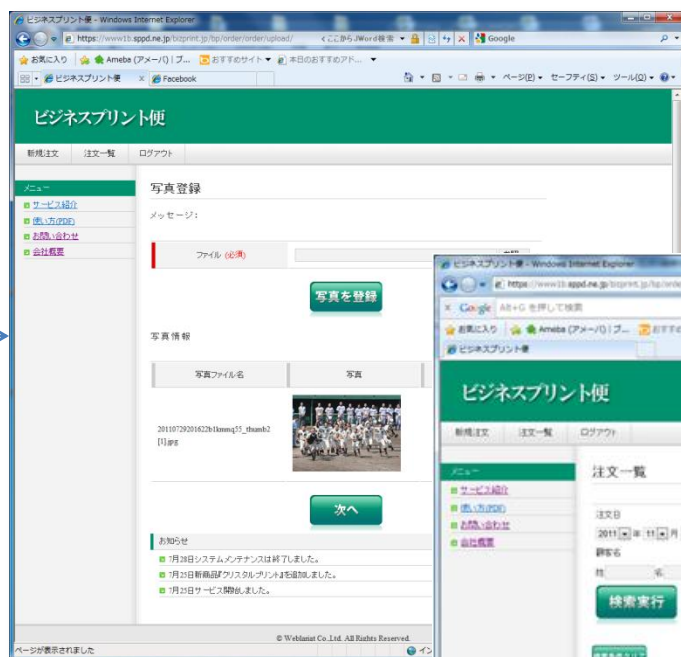 ビジネスプリント便 - Windows Internet Explorer
https://www1b.sppd.ne.jp/bizprint.jp/bp/order/order/upload/
<ここからJWord検索
Google
お気に入り
Ameba (アメーバ) | ブ...
おすすめサイト
本日のおすすめアド...
ビジネスプリント便
Facebook
ページ(P)
セーフティ(S)
ツール(O)
ビジネスプリント便
新規注文
注文一覧
ログアウト
メニュー
サービス紹介
使い方(PDF)
お問い合わせ
会社概要
写真登録
メッセージ：
ファイル (必須)
写真を登録
写真情報
写真ファイル名
写真
次へ
お知らせ
7月28日システムメンテナンスは終了しました。
7月25日新商品『クリスタルプリント』を追加しました。
7月25日サービス開始しました。
© Weblariat Co.,Ltd. All Rights Reserved.
ページが表示されました
イン
ビジネスプリント便 - Windows Internet Explorer
Google
Alt+G を押して検索
お気に入り
Ameba (アメーバ) | ブ...
ビジネスプリント便
ビジネスプリント便
新規注文
注文一覧
ログアウト
メニュー
サービス紹介
使い方(PDF)
お問い合わせ
会社概要
注文一覧
注文日
2011 年 11 月
顧客名
姓
名
検索実行